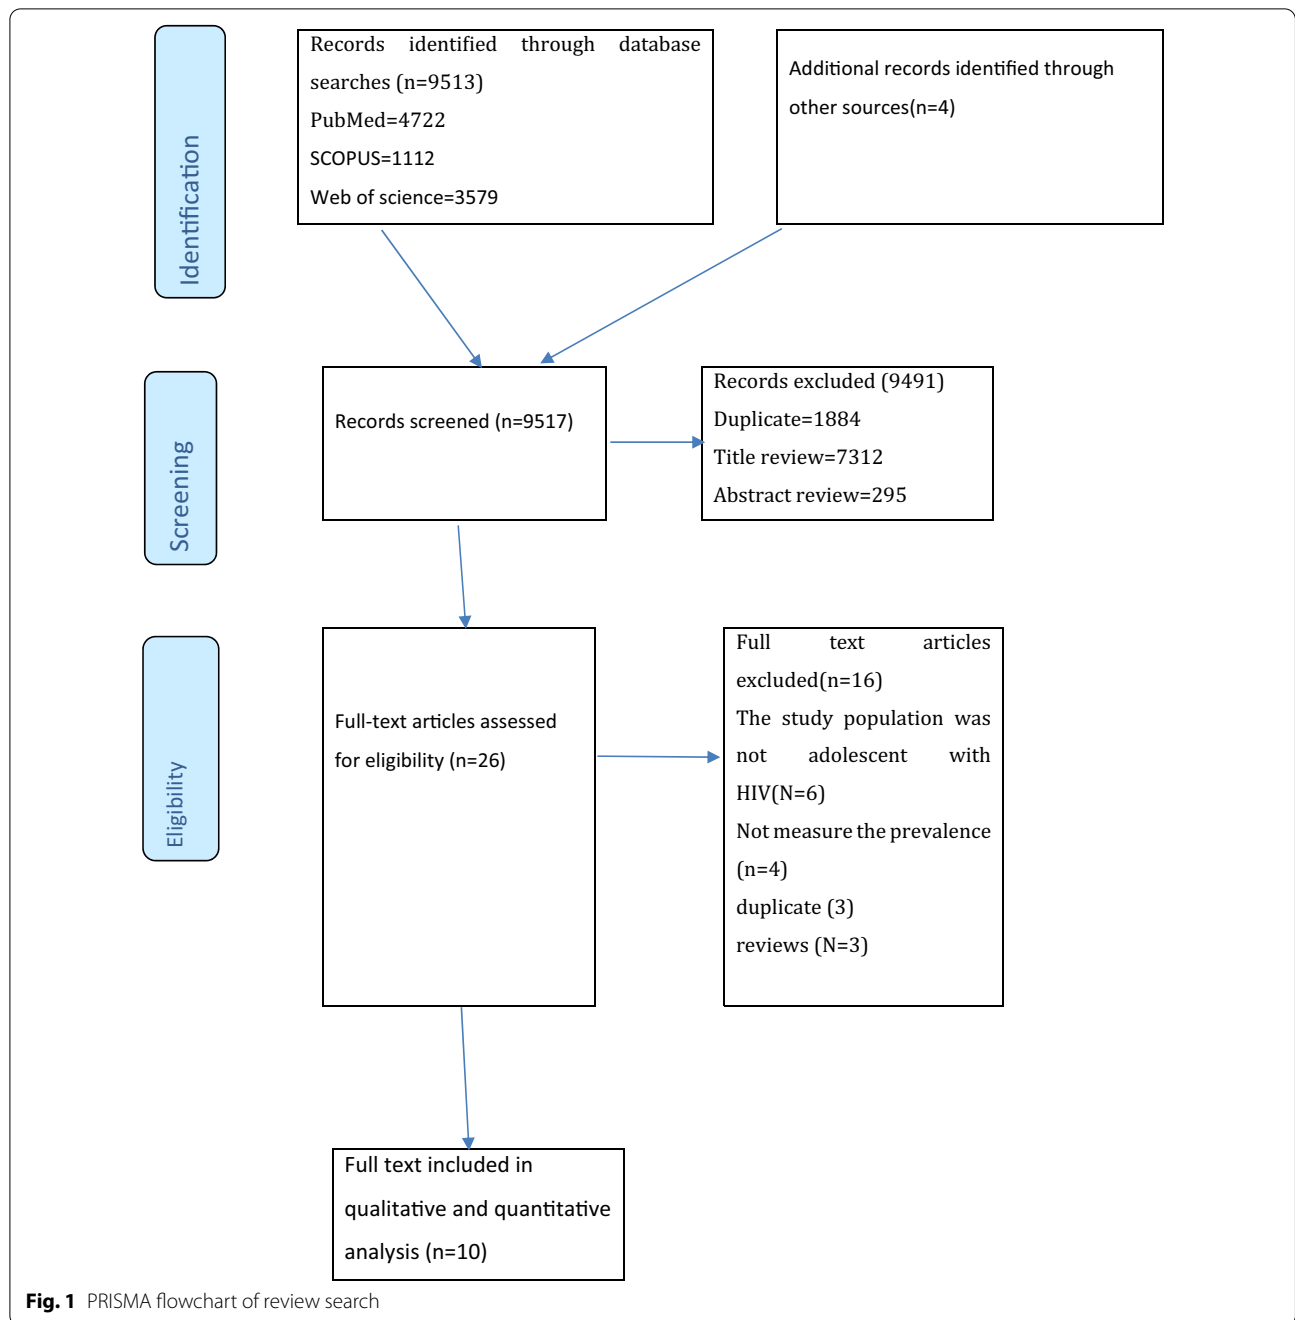 Identification
Records identified through database
searches (n=9513)
PubMed=4722
SCOPUS=1112
Web of science=3579
Additional records identified through
other sources(n=4)
Screening
Records screened (n=9517)
Records excluded (9491)
Duplicate=1884
Title review=7312
Abstract review=295
Eligibility
Full-text articles assessed
for eligibility (n=26)
Full text articles
excluded(n=16)
The study population was
not adolescent with
HIV(N=6)
Not measure the prevalence
(n=4)
duplicate (3)
reviews (N=3)
Full text included in
qualitative and quantitative
analysis (n=10)
Fig. 1 PRISMA flowchart of review search